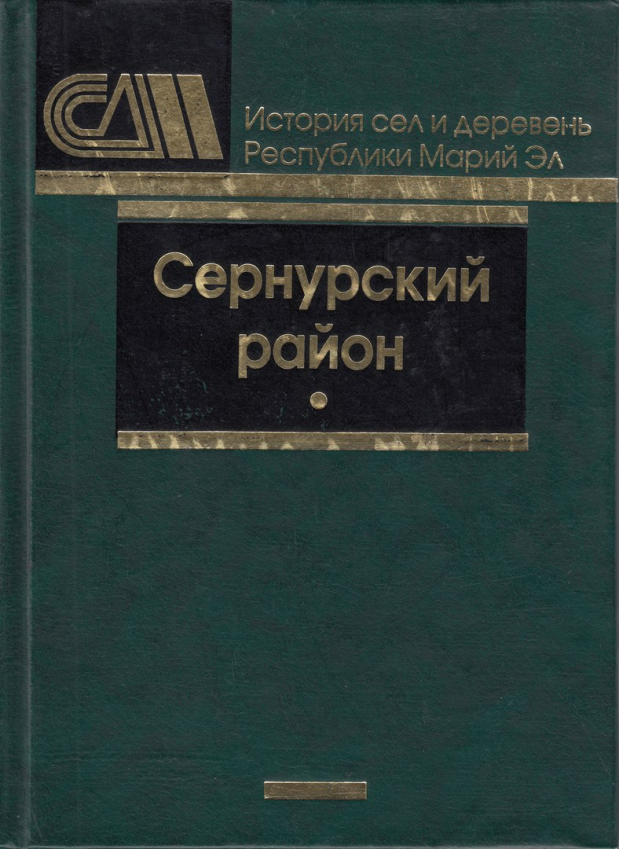 История сел и деревень
Республики Марий Эл
Сернурский
район